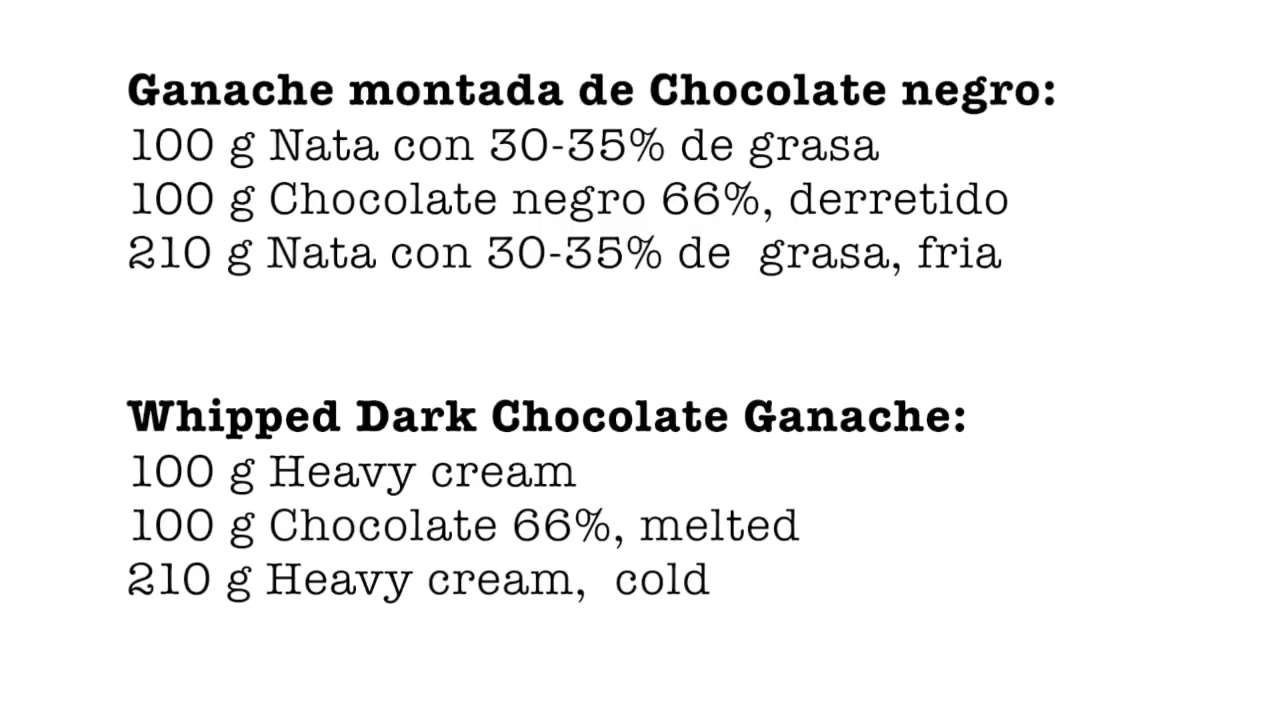 Ganache montada de Chocolate negro:
100 g Nata con 30-35% de grasa
100 g Chocolate negro 66%, derretido
210 g Nata con 30-35% de grasa, fria
Whipped Dark Chocolate Ganache:
100 g Heavy cream
100 g Chocolate 66%, melted
210 g Heavy cream, cold